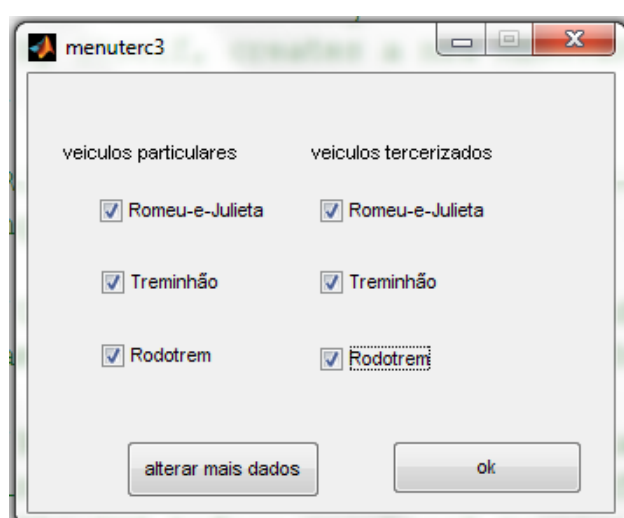 menuterc3
veiculos particulares veiculos tercerizados
Romeu-e-Julieta Romeu-e-Julieta
Treminhão Treminhão
Rodotrem Rodotrem
alterar mais dados ok